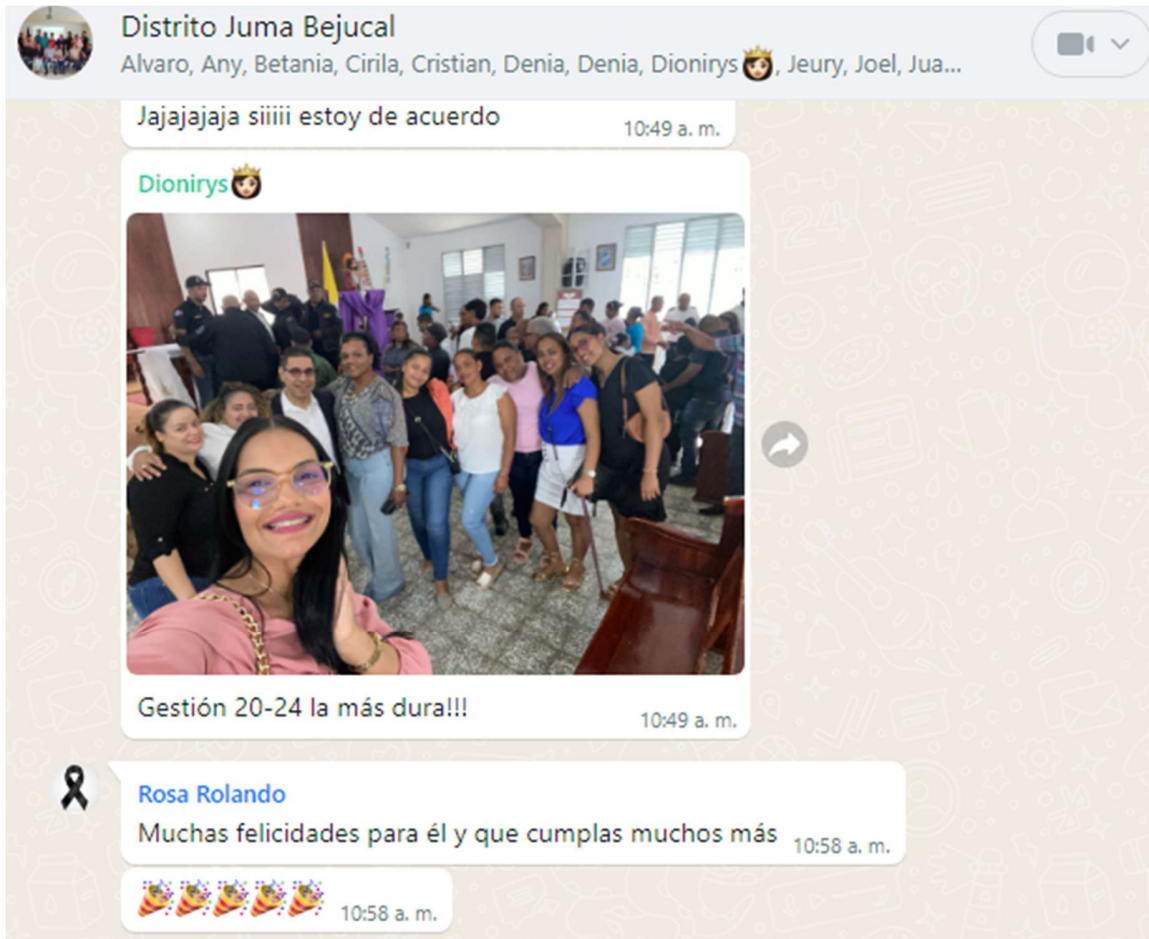 Distrito Juma Bejucal
Alvaro, Any, Betania, Cirila, Cristian, Denia, Denia, Dionirys👸🏻, Jeury, Joel, Jua...
Jajajajaja siiiii estoy de acuerdo
10:49 a. m.
Dionirys👸🏻
Gestión 20-24 la más dura!!!
10:49 a. m.
Rosa Rolando
Muchas felicidades para él y que cumplas muchos más 10:58 a. m.
🎉🎉🎉🎉🎉 10:58 a. m.